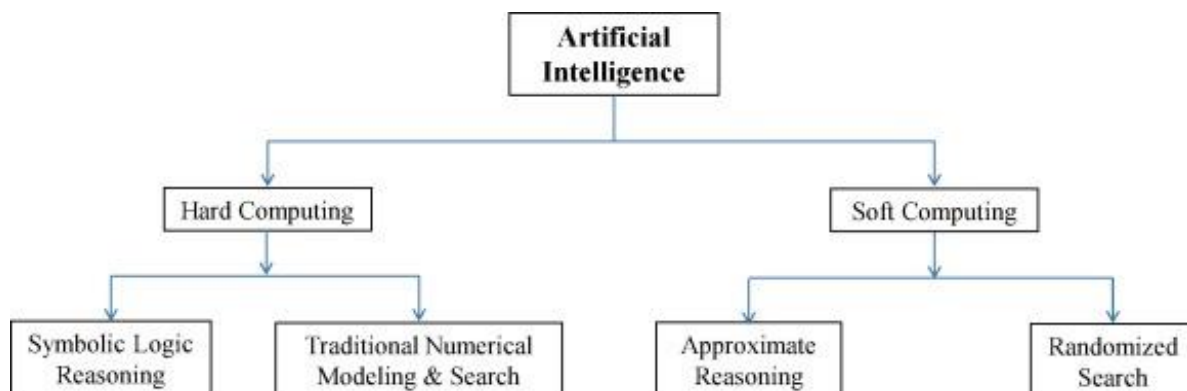 Artificial
Intelligence
Hard Computing
Soft Computing
Symbolic Logic
Reasoning
Traditional Numerical
Modeling & Search
Approximate
Reasoning
Randomized
Search